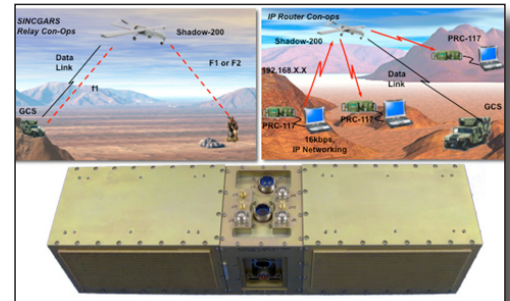 SINCGARS
Relay Con-Ops
Shadow-200
Data
Link
f1
F1 or F2
GCS
IP Router Con-ops
Shadow-200
PRC-117
192.168.X.X
Data
Link
GCS
PRC-117
PRC-117
16kbps,
IP Networking